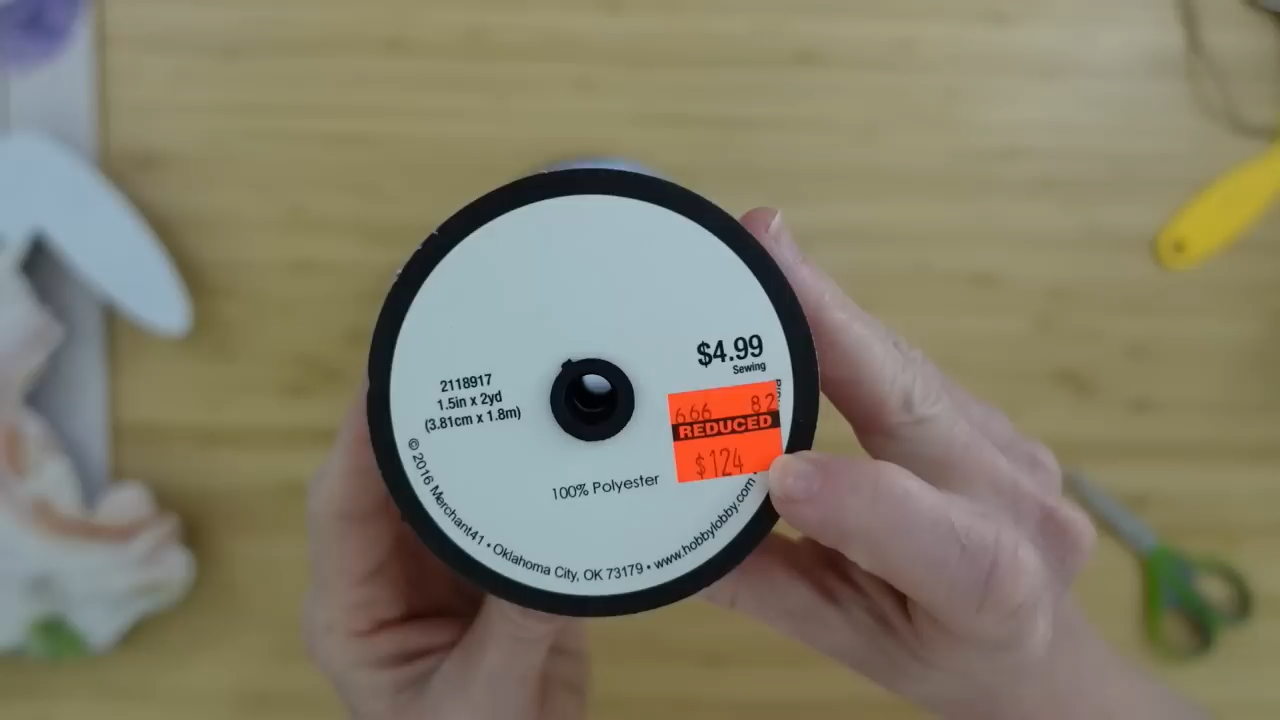 $4.99
Sewing
2118917
1.5in x 2yd
(3.81cm x 1.8m)
666 82
REDUCED
$124
100% Polyester
© 2016 Merchant41 • Oklahoma City, OK 73179 • www.hobbylobby.com